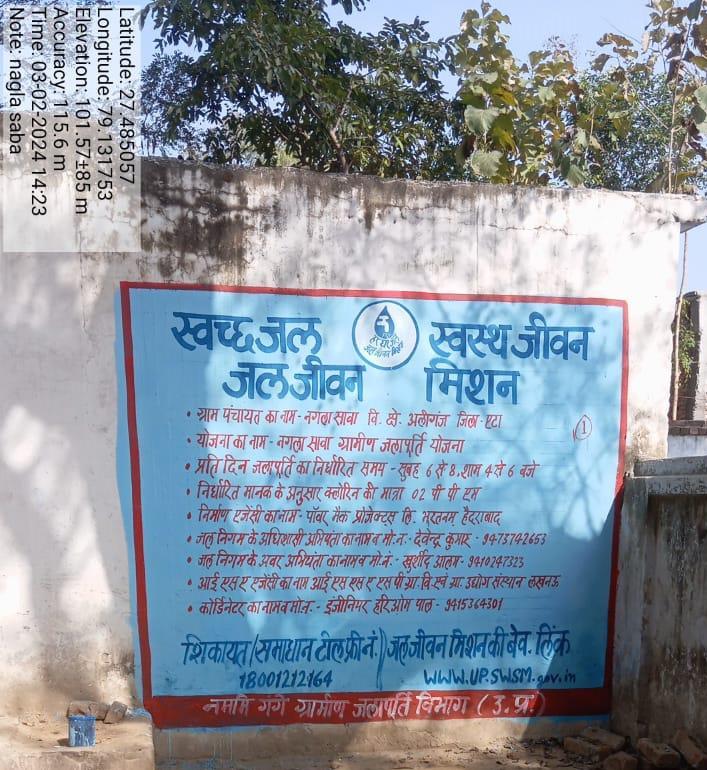 Latitude: 27.485057
Longitude: 79.131753
Elevation: 101.57±85 m
Accuracy: 115.6 m
Time: 03-02-2024 14:23
Note: nagla saba
स्वच्छ जल स्वस्थ जीवन
जल जीवन मिशन
• ग्राम पंचायत का नाम - नगला सावा वि. क्षे. अलीगंज जिला - एटा
1
• योजना का नाम - नगला सावा ग्रामीण जलापूर्ति योजना
• प्रति दिन जलापूर्ति का निर्धारित समय - सुबह 6 से 8, शाम 4 से 6 बजे
• निर्धारित मानक के अनुसार क्लोरिन की मात्रा 02 पी पी एम
• निर्माण एजेंसी का नाम - पॉवर मैक प्रोजेक्ट्स लि. हैदराबाद
• जल निगम के अधिशासी अभियंता का नाम व मो.नं - देवेन्द्र कुमार - 9473742653
• जल निगम के अवर अभियंता का नाम व मो.नं. - खुर्शीद आलम - 9410247323
• आई एस ए एजेंसी का नाम आई एस एस ए एस पी ग्रा. वि. एवं ग्रा. उद्योग संस्थान लखनऊ
• कोर्डिनेटर का नाम व मो.नं. - इंजीनियर हरिओम पाल - 9415364301
शिकायत/समाधान टोल फ्री नं. || जल जीवन मिशन की बेव. लिंक
18001212164 WWW.UP.SWSM.gov.in
नमामि गंगे ग्रामीण जलापूर्ति विभाग (उ.प्र.)